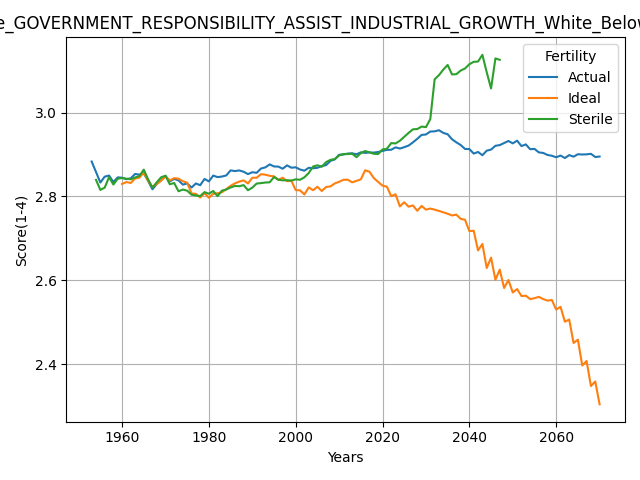 e_GOVERNMENT_RESPONSIBILITY_ASSIST_INDUSTRIAL_GROWTH_White_Below
Fertility
Actual
Ideal
Sterile
Score(1-4)
3.0
2.8
2.6
2.4
1960 1980 2000 2020 2040 2060
Years